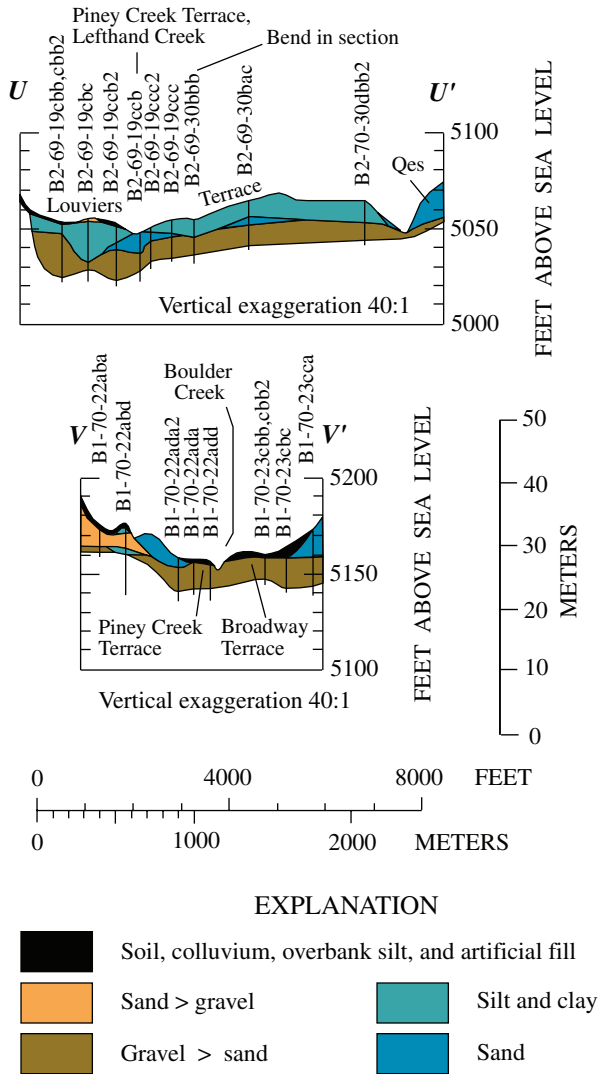 Piney Creek Terrace,
Lefthand Creek
Bend in section
U
U'
B2-69-19cbb,cbb2
B2-69-19cbc
B2-69-19ccb2
B2-69-19ccb
B2-69-19ccc2
B2-69-19ccc
B2-69-30bbb
B2-69-30bac
B2-70-30dbb2
Louviers
Terrace
Qes
5100
5050
5000
FEET ABOVE SEA LEVEL
Vertical exaggeration 40:1
Boulder
Creek
V
V'
B1-70-22aba
B1-70-22abd
B1-70-22ada2
B1-70-22ada
B1-70-22add
B1-70-23cbb,cbb2
B1-70-23cbc
B1-70-23cca
5200
5150
5100
FEET ABOVE SEA LEVEL
Piney Creek
Terrace
Broadway
Terrace
Vertical exaggeration 40:1
50
40
30
20
10
0
METERS
0 4000 8000 FEET
0 1000 2000 METERS
EXPLANATION
Soil, colluvium, overbank silt, and artificial fill
Sand > gravel
Silt and clay
Gravel > sand
Sand